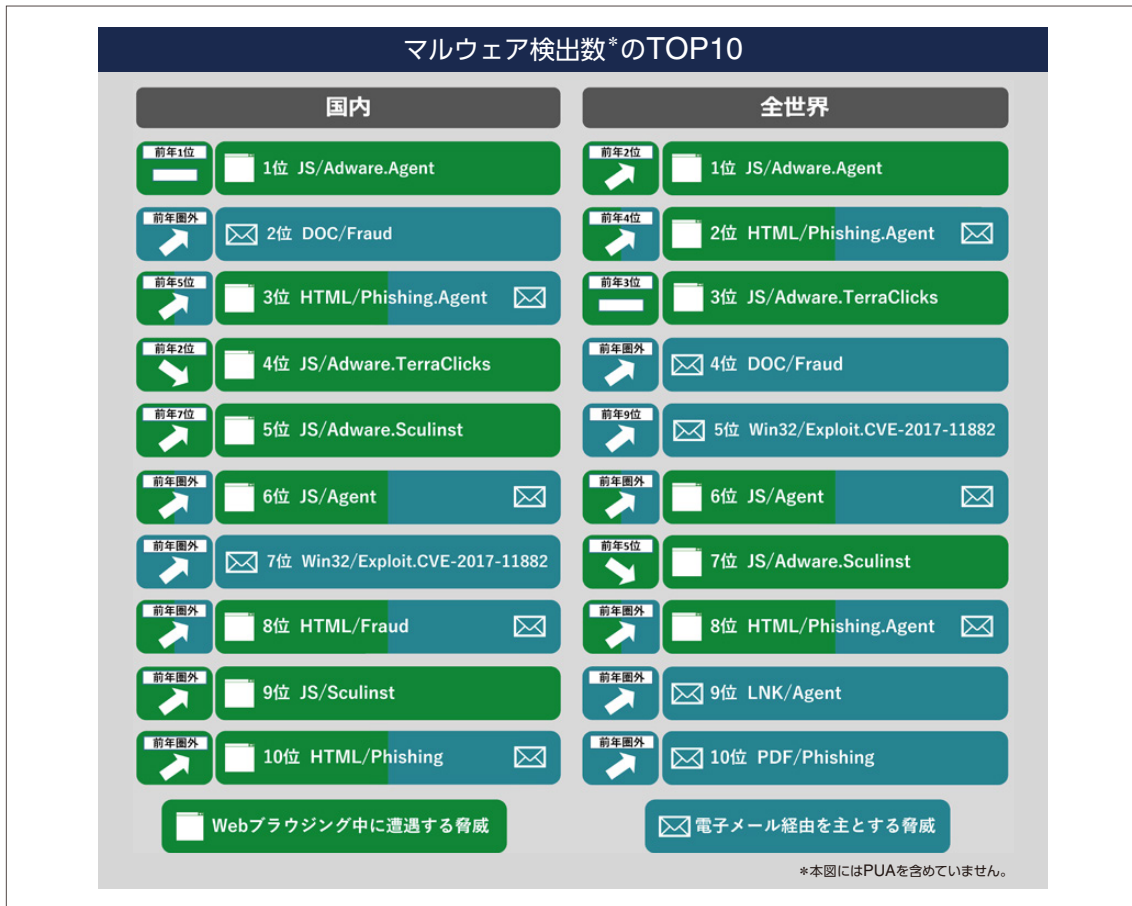 マルウェア検出数*のTOP10
国内
前年1位
1位 JS/Adware.Agent
前年圏外
2位 DOC/Fraud
前年5位
3位 HTML/Phishing.Agent
前年2位
4位 JS/Adware.TerraClicks
前年7位
5位 JS/Adware.Sculinst
前年圏外
6位 JS/Agent
前年圏外
7位 Win32/Exploit.CVE-2017-11882
前年圏外
8位 HTML/Fraud
前年圏外
9位 JS/Sculinst
前年圏外
10位 HTML/Phishing
全世界
前年2位
1位 JS/Adware.Agent
前年4位
2位 HTML/Phishing.Agent
前年3位
3位 JS/Adware.TerraClicks
前年圏外
4位 DOC/Fraud
前年9位
5位 Win32/Exploit.CVE-2017-11882
前年圏外
6位 JS/Agent
前年5位
7位 JS/Adware.Sculinst
前年圏外
8位 HTML/Phishing.Agent
前年圏外
9位 LNK/Agent
前年圏外
10位 PDF/Phishing
Webブラウジング中に遭遇する脅威
電子メール経由を主とする脅威
*本図にはPUAを含めていません。